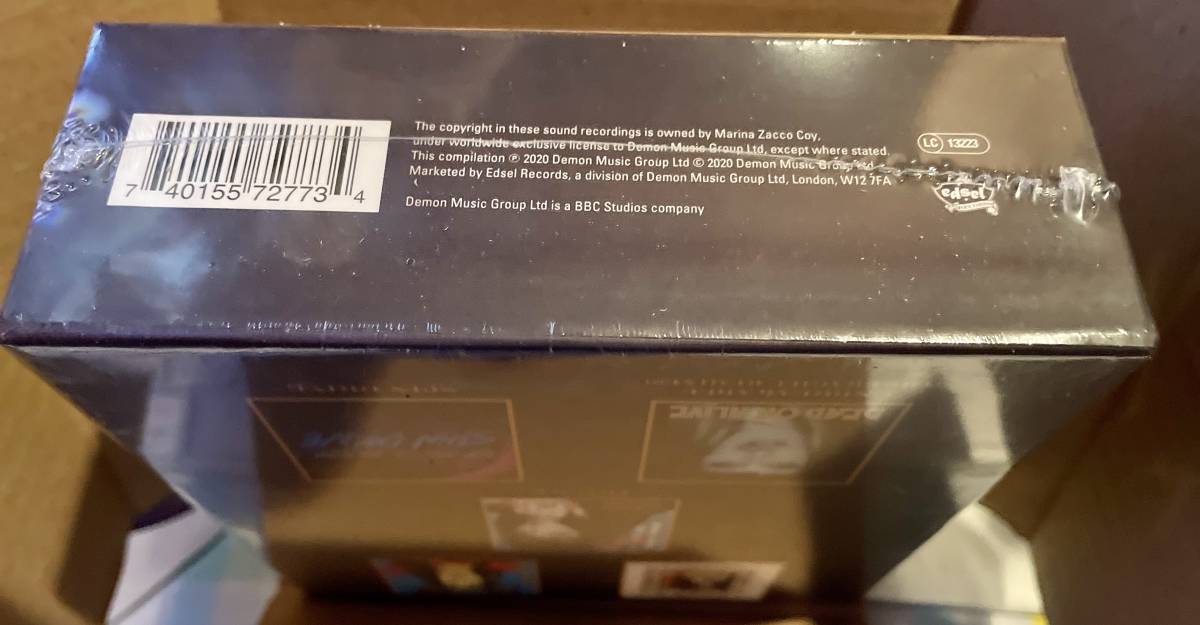 The copyright in these sound recordings is owned by Marina Zacco Coy,
under worldwide exclusive license to Demon Music Group Ltd, except where stated.
This compilation ℗ 2020 Demon Music Group Ltd © 2020 Demon Music Group Ltd
Marketed by Edsel Records, a division of Demon Music Group Ltd, London, W12 7FA
Demon Music Group Ltd is a BBC Studios company
7 40155 72773 4
LC 13223
edsel
DEAD OR ALIVE